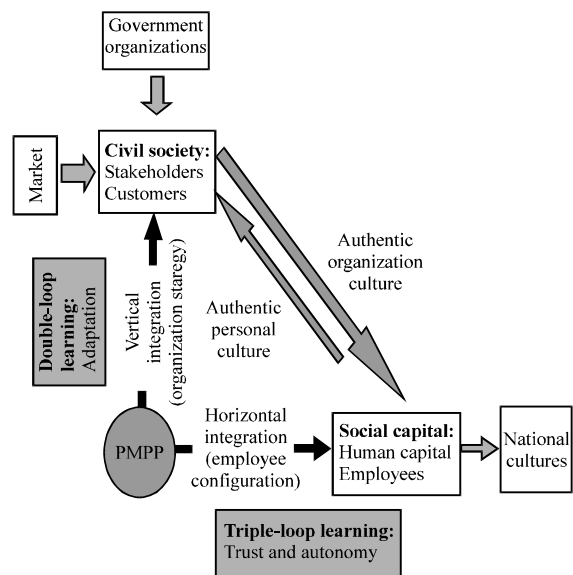 Government
organizations
Market
Civil society:
Stakeholders
Customers
Authentic
organization
culture
Authentic
personal
culture
Double-loop
learning:
Adaptation
Vertical
integration
(organization staregy)
PMPP
Horizontal
integration
(employee
configuration)
Social capital:
Human capital
Employees
National
cultures
Triple-loop learning:
Trust and autonomy